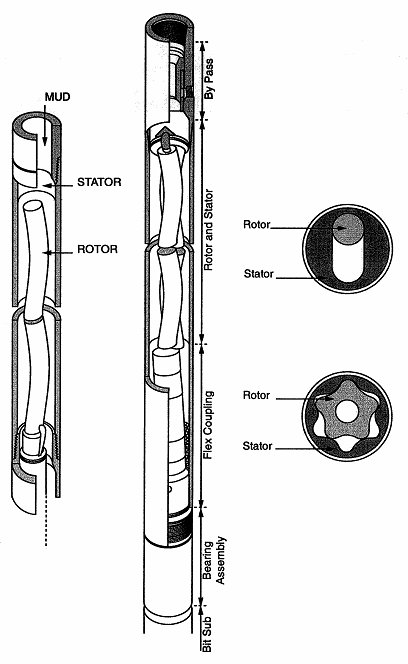 MUD
STATOR
ROTOR
By Pass
Rotor and Stator
Flex Coupling
Bearing
Assembly
Bit Sub
Rotor
Stator
Rotor
Stator